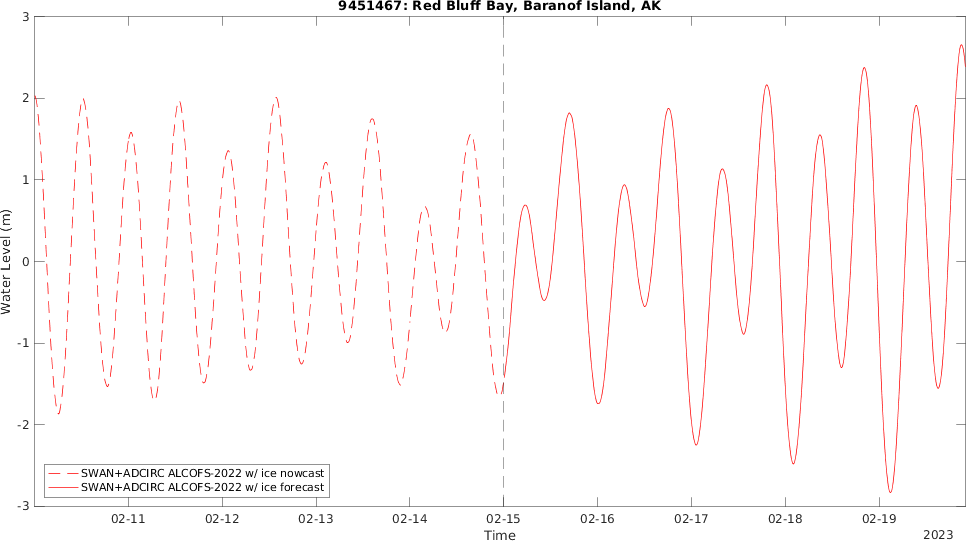 9451467: Red Bluff Bay, Baranof Island, AK
Water Level (m)
3
2
1
0
-1
-2
-3
SWAN+ADCIRC ALCOFS-2022 w/ ice nowcast
SWAN+ADCIRC ALCOFS-2022 w/ ice forecast
02-11 02-12 02-13 02-14 02-15 02-16 02-17 02-18 02-19
Time
2023